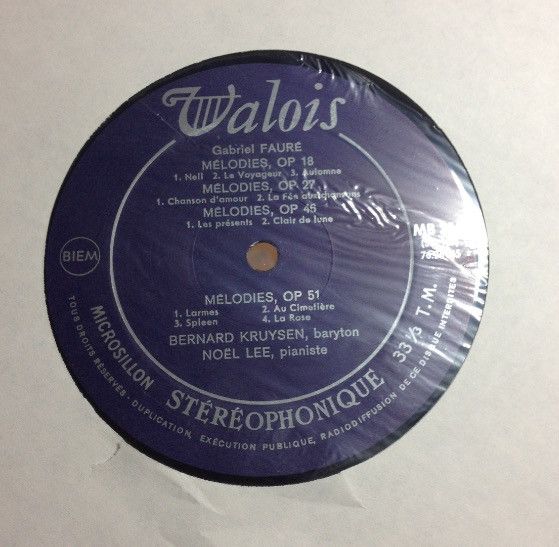 Valois
Gabriel FAURÉ
MÉLODIES, OP 18
1. Nell 2. Le Voyageur 3. Automne
MÉLODIES, OP 27
1. Chanson d'amour 2. La Fée aux chansons
MÉLODIES, OP 46
1. Les présents 2. Clair de lune
MB
BIEM
MÉLODIES, OP 51
1. Larmes 2. Au Cimetière
3. Spleen 4. La Rose
BERNARD KRUYSEN, baryton
NOËL LEE, pianiste
MICROSILLON STÉRÉOPHONIQUE 33 1/3 T.M.
TOUS DROITS RÉSERVÉS - DUPLICATION, EXÉCUTION PUBLIQUE, RADIODIFFUSION DE CE DISQUE INTERDITES